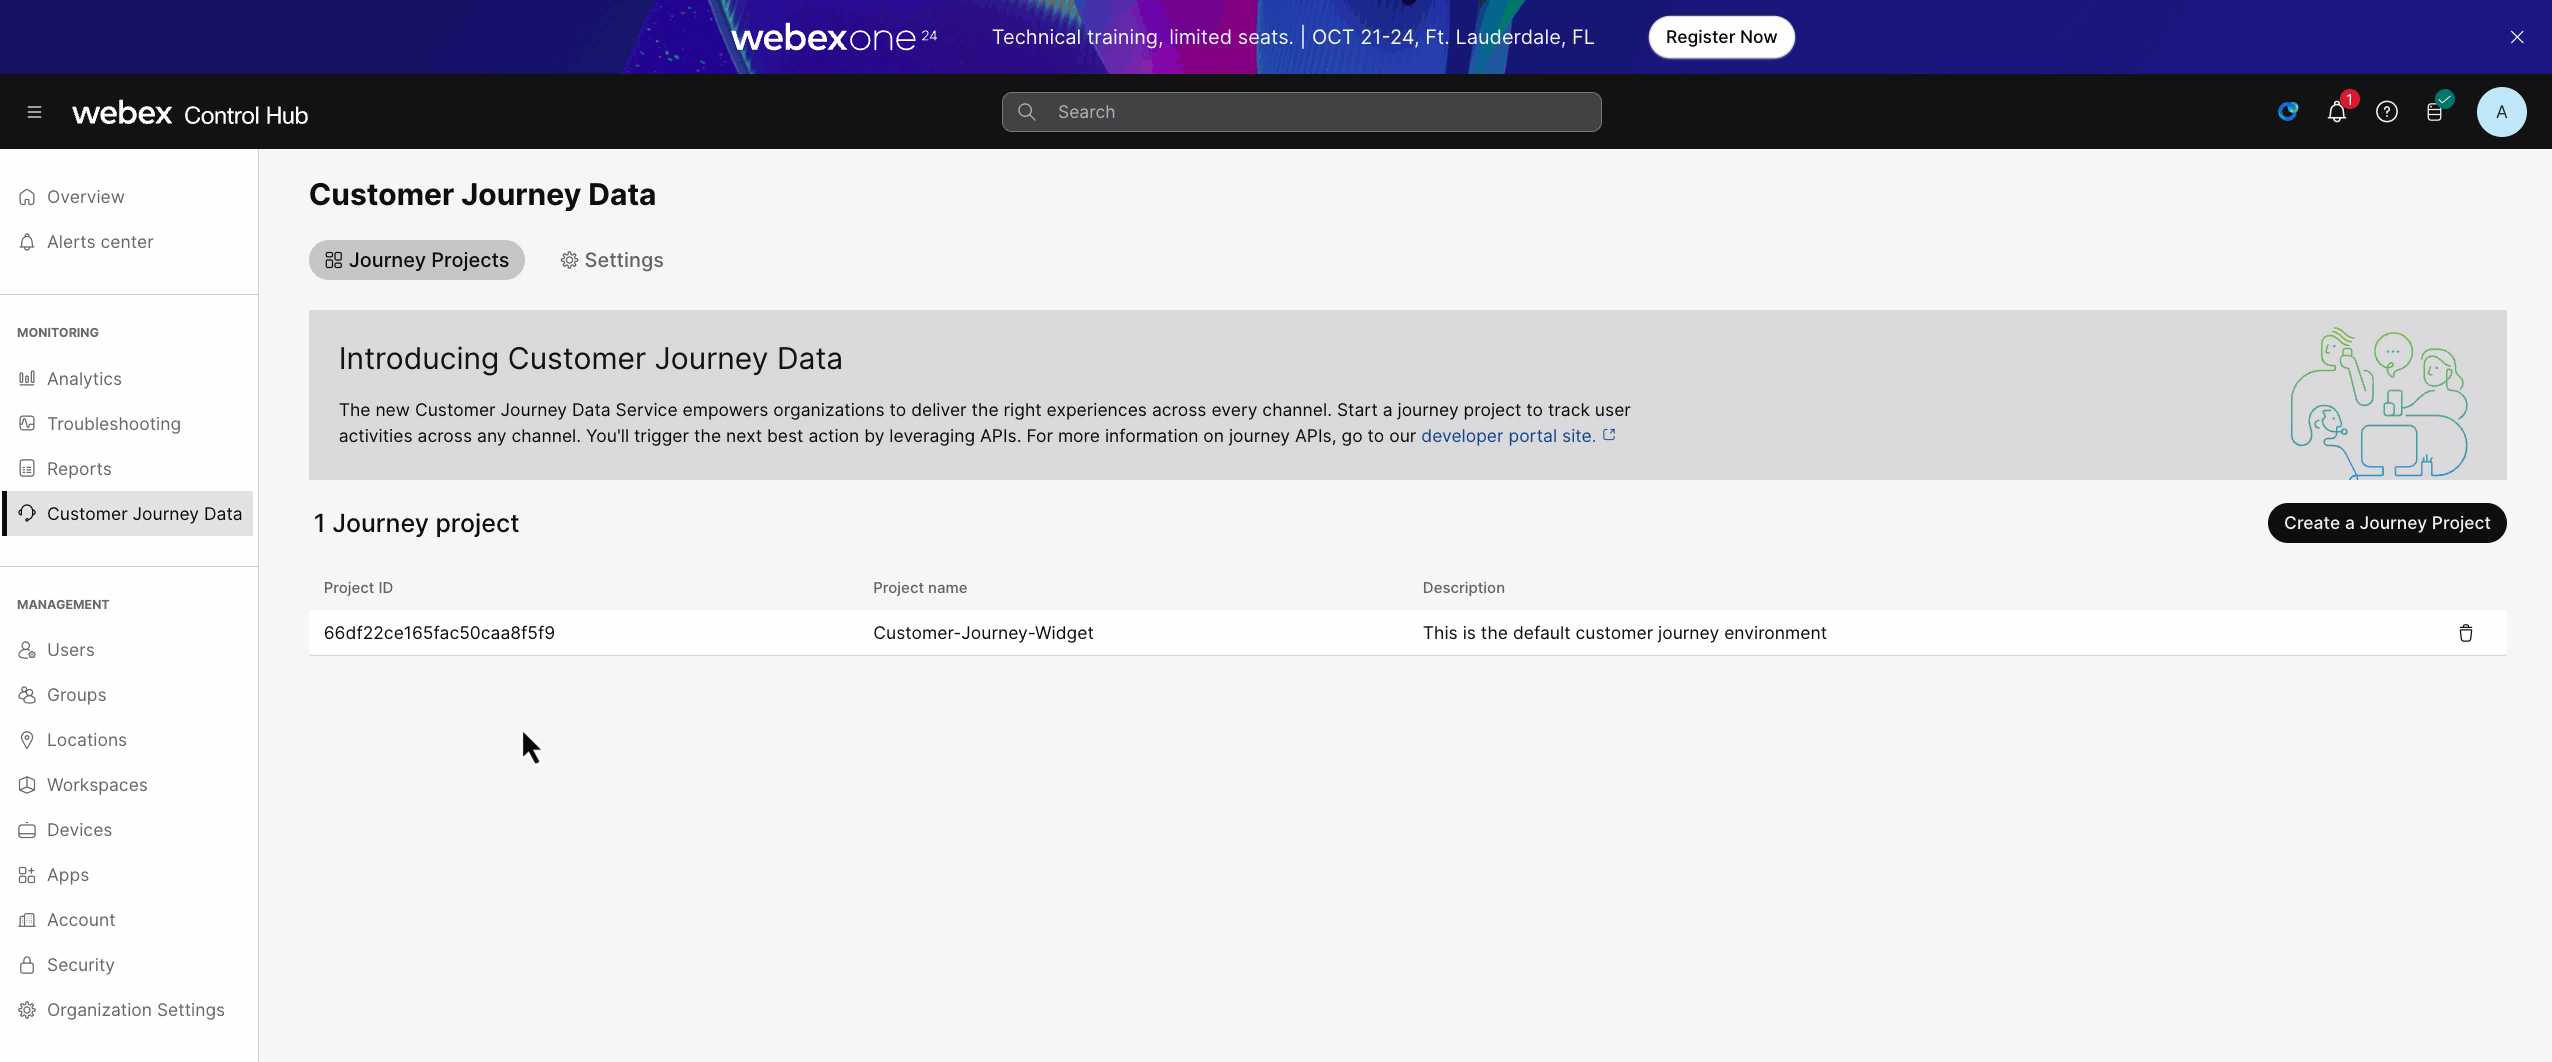 webexone 24 Technical training, limited seats. | OCT 21-24, Ft. Lauderdale, FL Register Now
webex Control Hub Search 1 A
Overview
Alerts center
MONITORING
Analytics
Troubleshooting
Reports
Customer Journey Data
MANAGEMENT
Users
Groups
Locations
Workspaces
Devices
Apps
Account
Security
Organization Settings
Customer Journey Data
Journey Projects Settings
Introducing Customer Journey Data
The new Customer Journey Data Service empowers organizations to deliver the right experiences across every channel. Start a journey project to track user
activities across any channel. You'll trigger the next best action by leveraging APIs. For more information on journey APIs, go to our developer portal site.
1 Journey project Create a Journey Project
Project ID Project name Description
66df22ce165fac50caa8f5f9 Customer-Journey-Widget This is the default customer journey environment